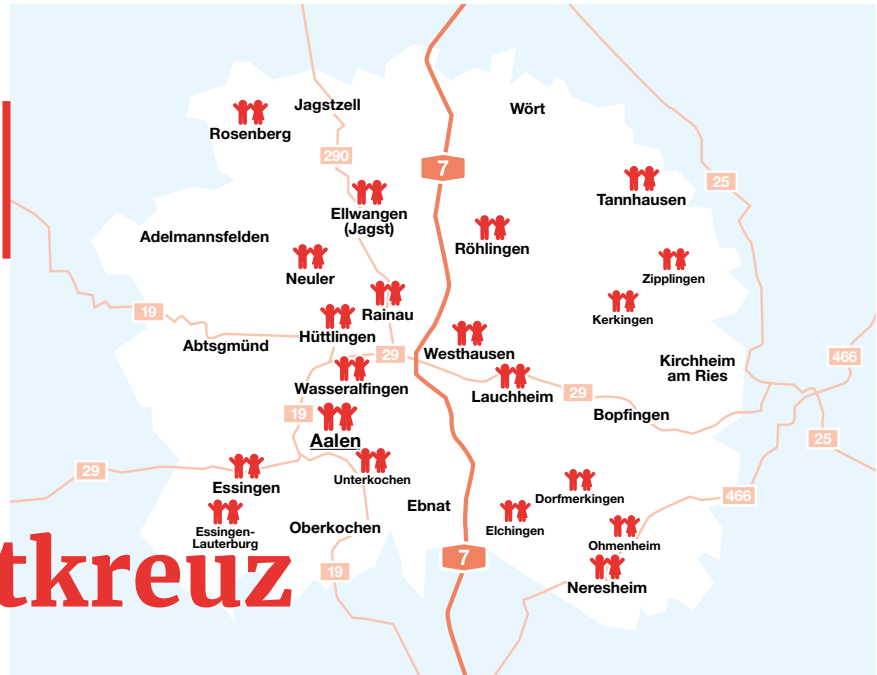 Jagstzell
Wört
Rosenberg
290
7
25
Tannhausen
Ellwangen
(Jagst)
Adelmannsfelden
Röhlingen
Neuler
Zipplingen
19
Rainau
Kerkingen
Hüttlingen
Abtsgmünd
29
Westhausen
466
Kirchheim
am Ries
Wasseralfingen
Lauchheim
29
19
Bopfingen
Aalen
25
29
Unterkochen
Essingen
466
Dorfmerkingen
Ebnat
Elchingen
Essingen-
Lauterburg
Oberkochen
Ohmenheim
7
19
Neresheim
tkreuz